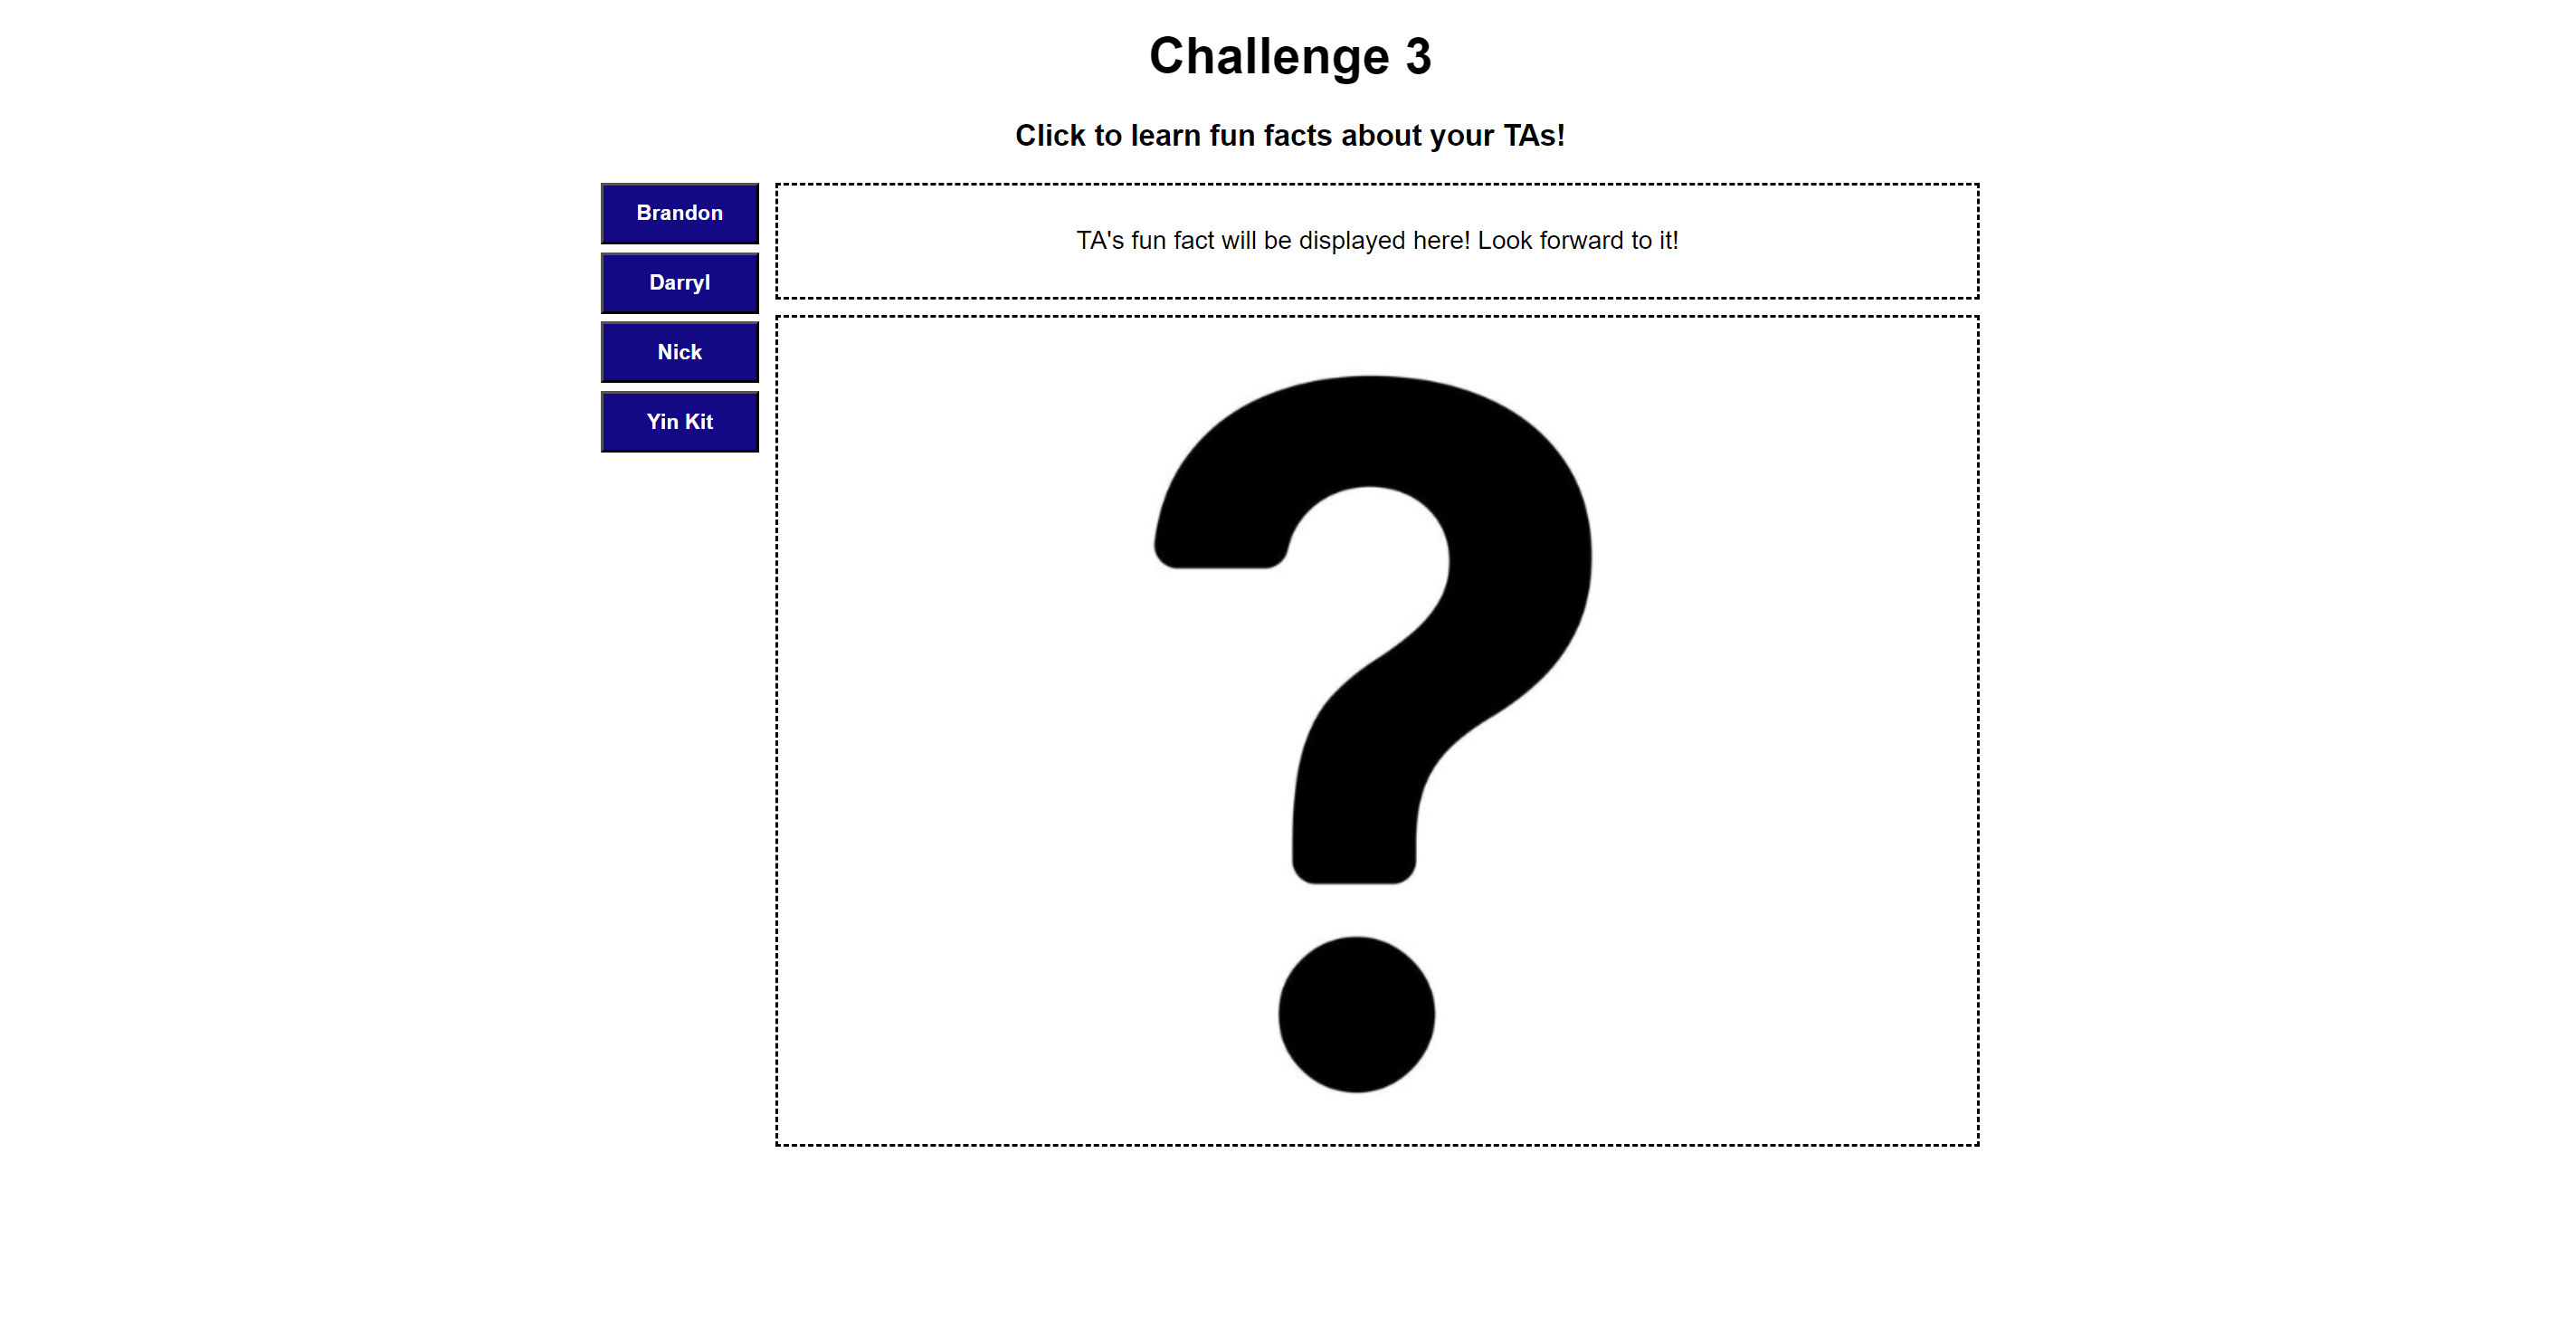 Challenge 3
Click to learn fun facts about your TAs!
Brandon
Darryl
Nick
Yin Kit
TA's fun fact will be displayed here! Look forward to it!
?